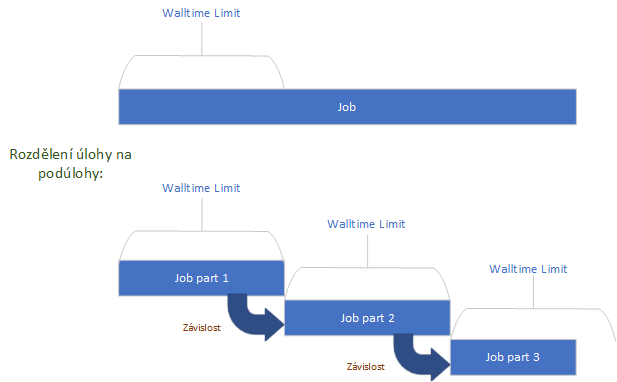 Walltime Limit
Job
Rozdělení úlohy na
podúlohy:
Walltime Limit
Walltime Limit
Walltime Limit
Job part 1
Job part 2
Závislost
Job part 3
Závislost